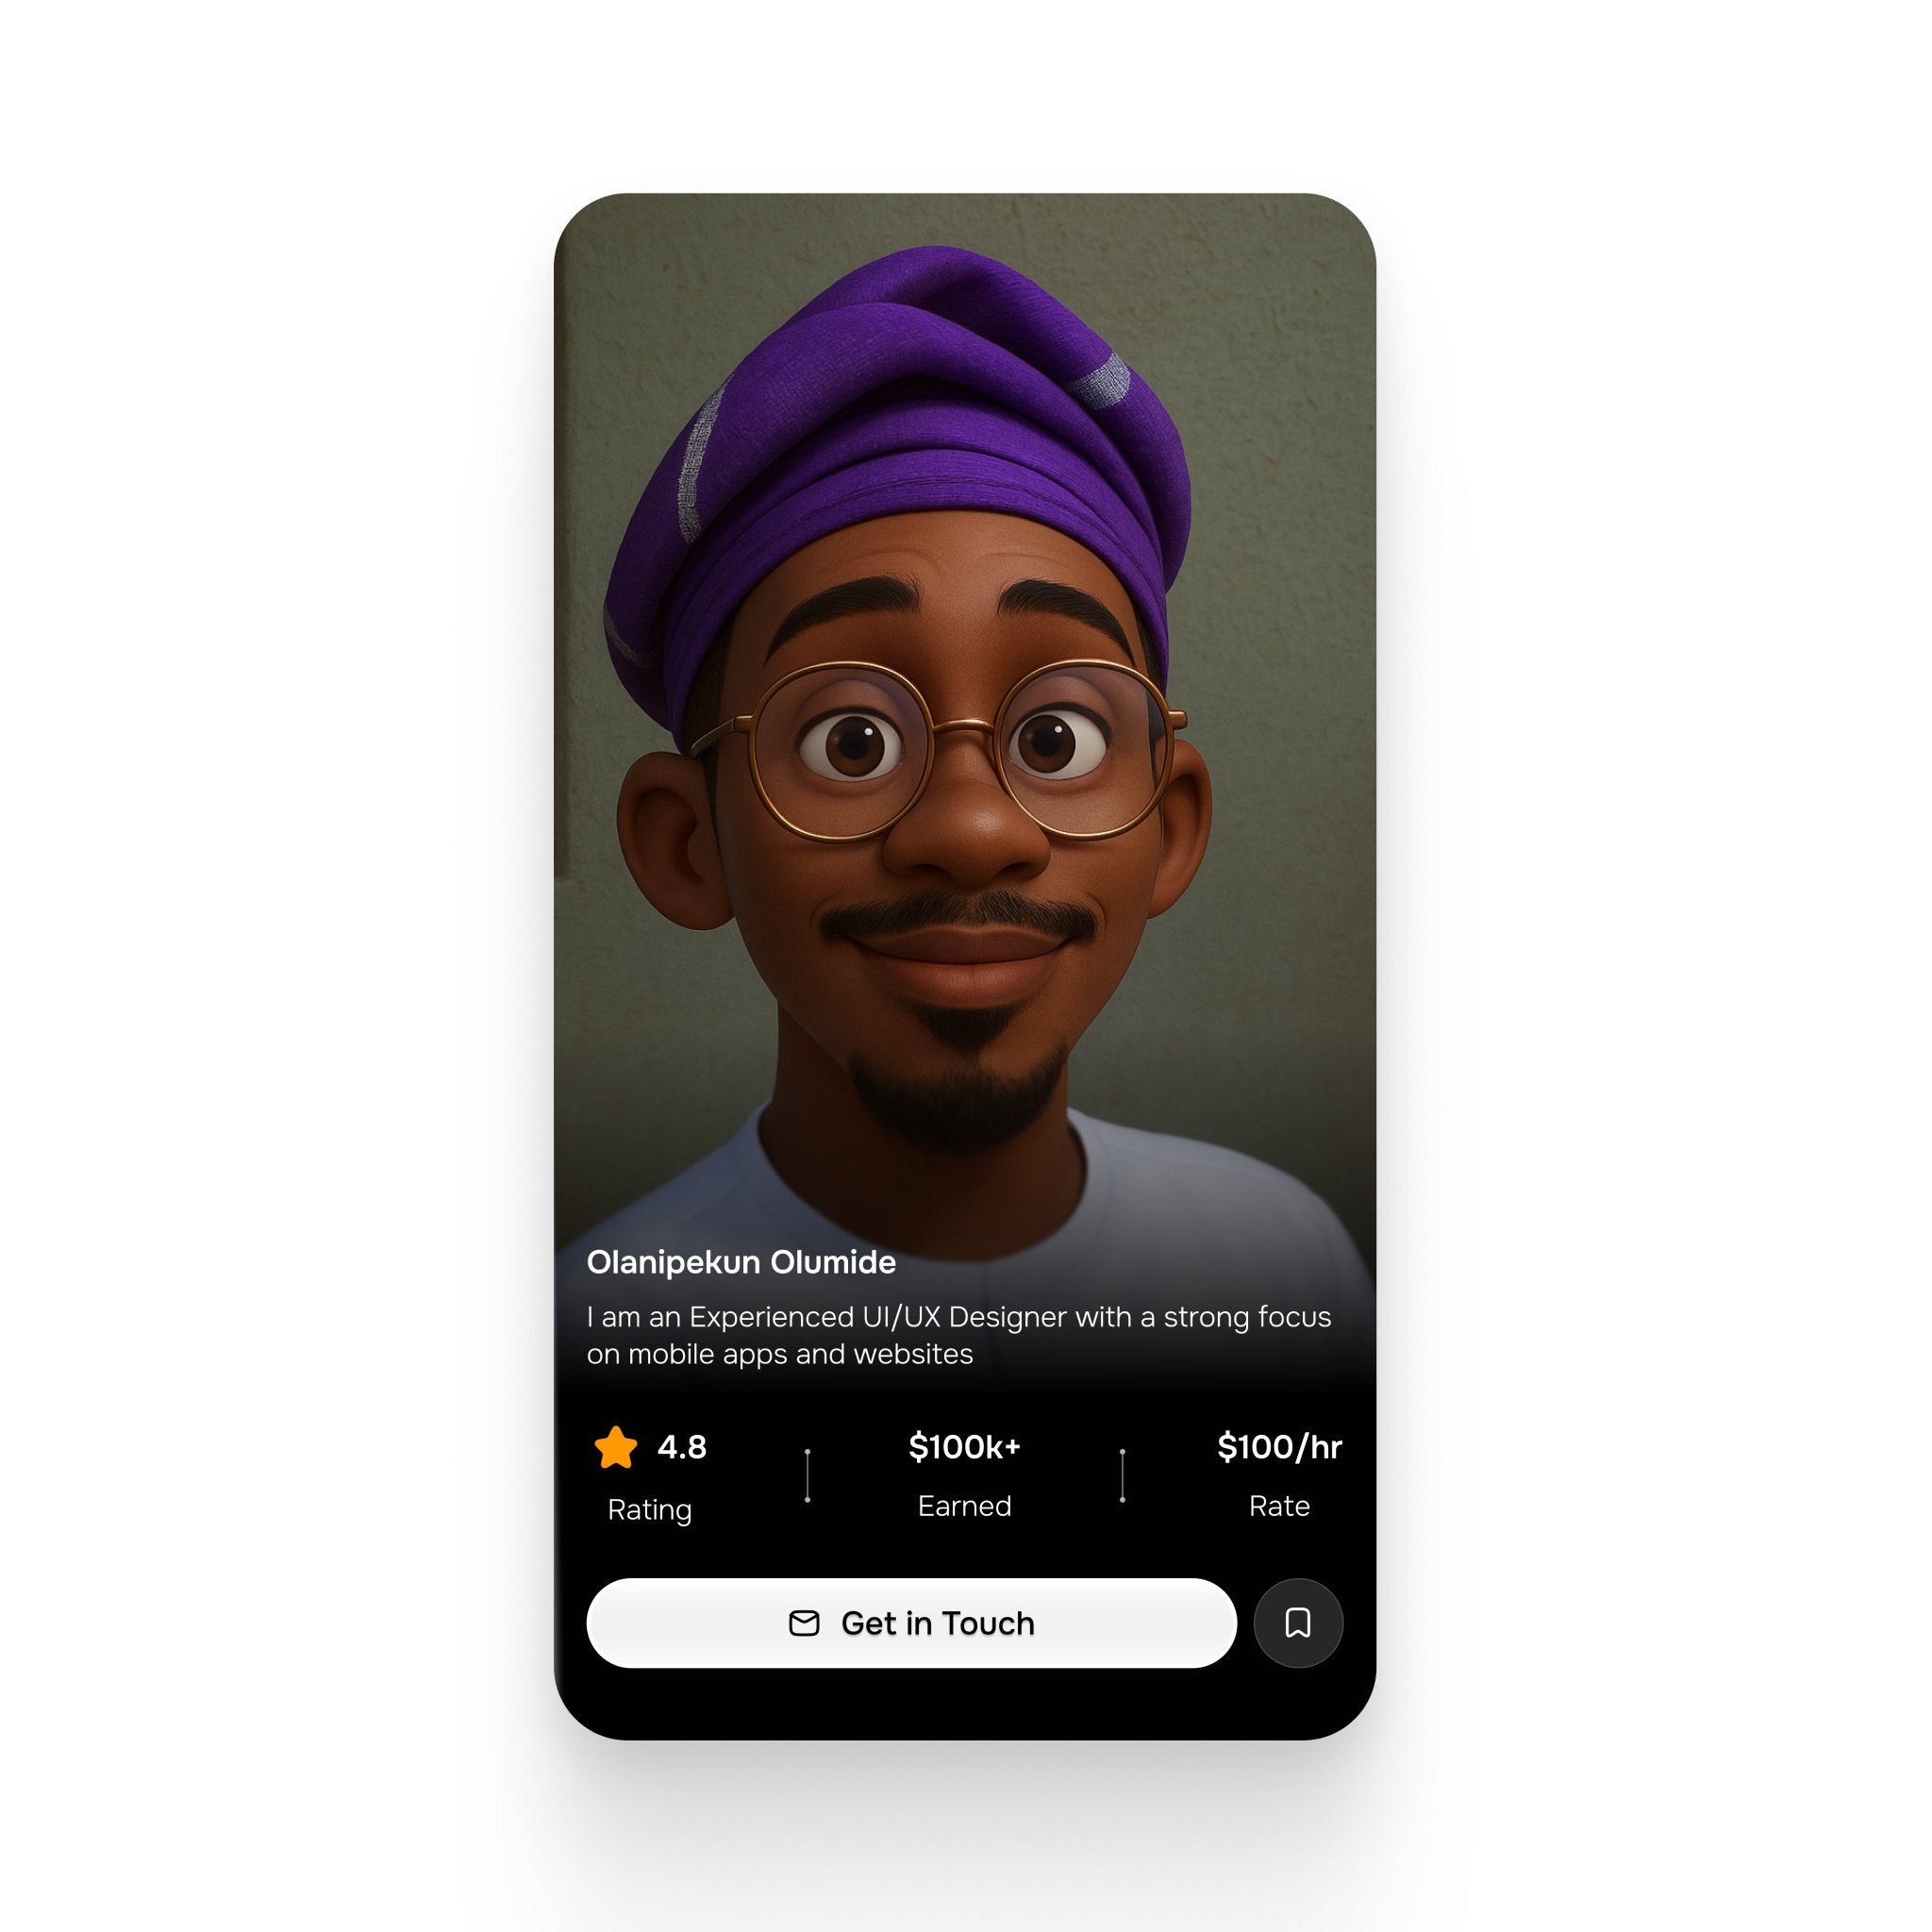 Olanipekun Olumide
I am an Experienced UI/UX Designer with a strong focus
on mobile apps and websites
4.8 $100k+ $100/hr
Rating Earned Rate
Get in Touch